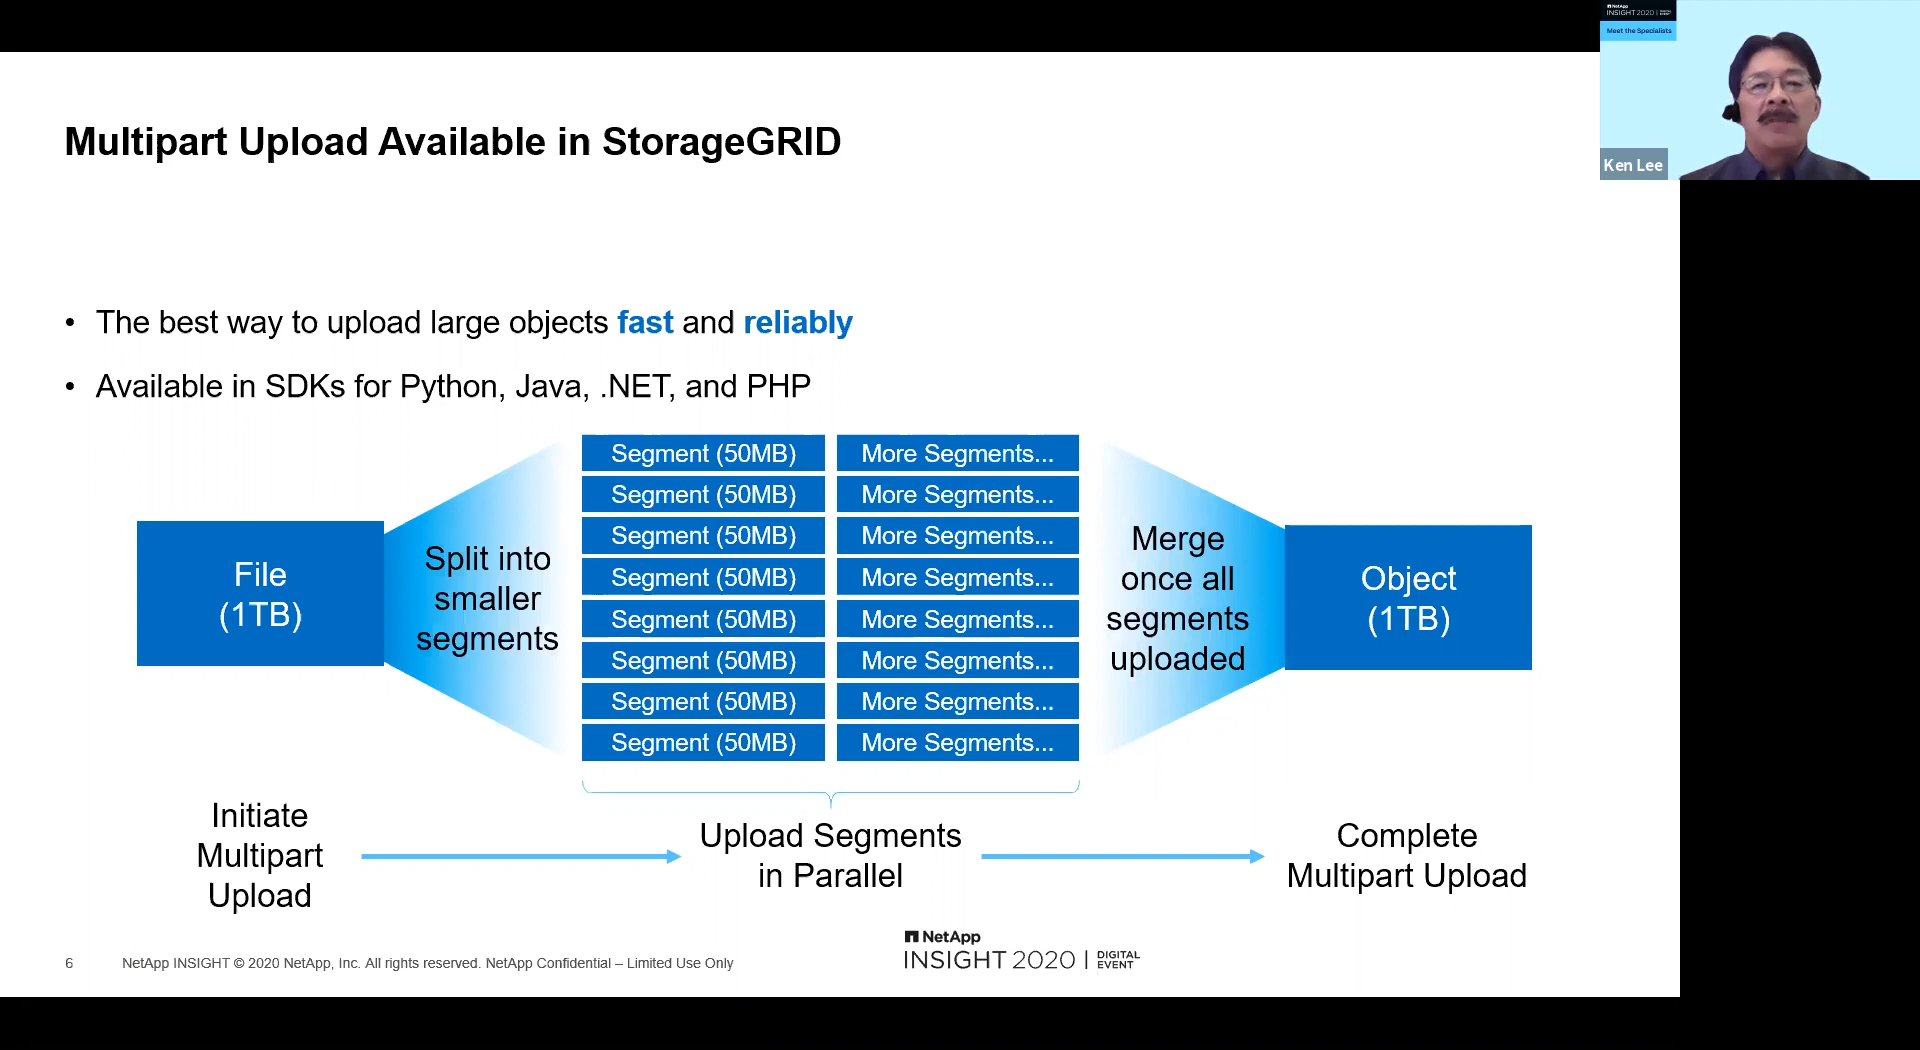 NetApp
INSIGHT 2020 | DIGITAL EVENT
Meet the Specialists
Ken Lee
Multipart Upload Available in StorageGRID
• The best way to upload large objects fast and reliably
• Available in SDKs for Python, Java, .NET, and PHP
File
(1TB)
Split into
smaller
segments
Segment (50MB)
Segment (50MB)
Segment (50MB)
Segment (50MB)
Segment (50MB)
Segment (50MB)
Segment (50MB)
Segment (50MB)
More Segments...
More Segments...
More Segments...
More Segments...
More Segments...
More Segments...
More Segments...
More Segments...
Merge
once all
segments
uploaded
Object
(1TB)
Initiate
Multipart
Upload
Upload Segments
in Parallel
Complete
Multipart Upload
6
NetApp INSIGHT © 2020 NetApp, Inc. All rights reserved. NetApp Confidential – Limited Use Only
NetApp
INSIGHT 2020 | DIGITAL
EVENT